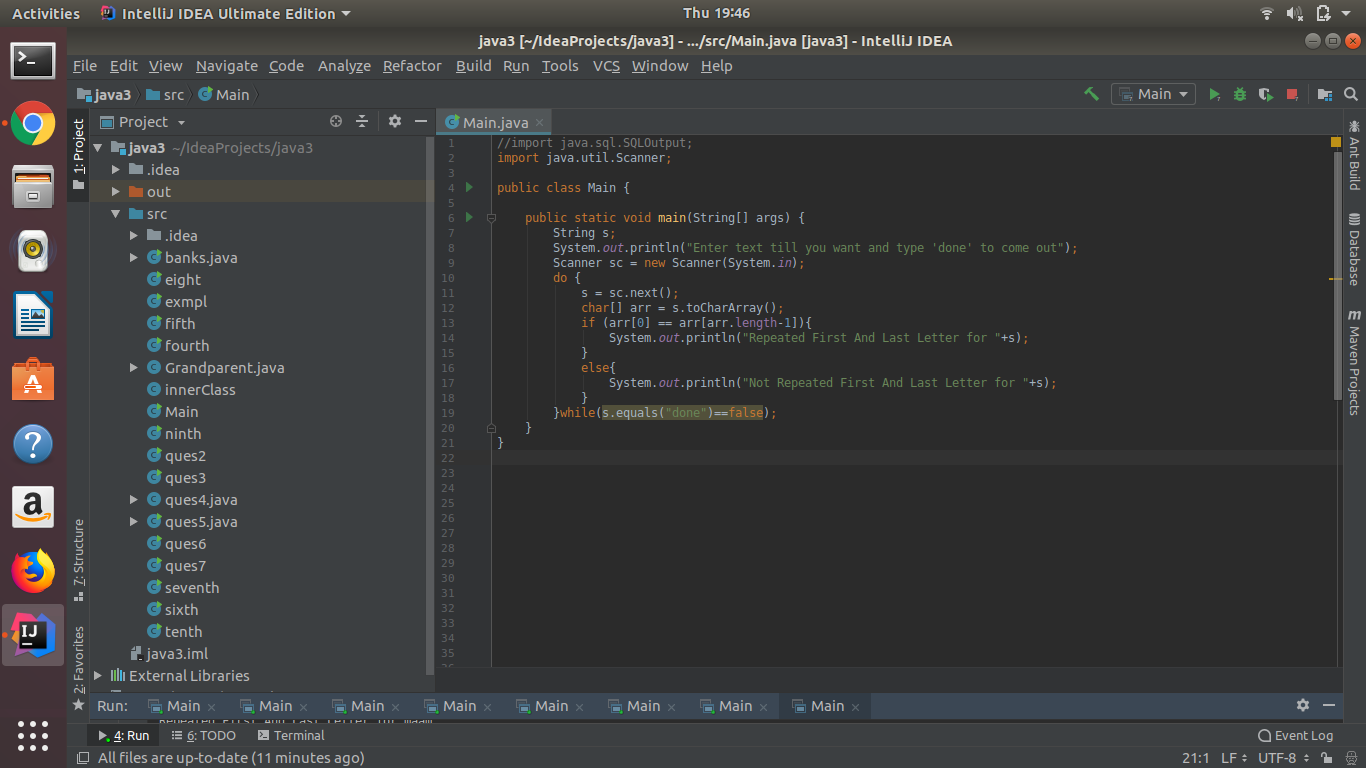 Activities IntelliJ IDEA Ultimate Edition Thu 19:46
java3 [~/IdeaProjects/java3] - .../src/Main.java [java3] - IntelliJ IDEA
File Edit View Navigate Code Analyze Refactor Build Run Tools VCS Window Help
java3 src Main Main
1: Project
Project
java3 ~/IdeaProjects/java3
.idea
out
src
.idea
banks.java
eight
exmpl
fifth
fourth
Grandparent.java
innerClass
Main
ninth
ques2
ques3
ques4.java
ques5.java
ques6
ques7
seventh
sixth
tenth
java3.iml
External Libraries
7: Structure
2: Favorites
Main.java
1 //import java.sql.SQLOutput;
2 import java.util.Scanner;
3
4 public class Main {
5
6 public static void main(String[] args) {
7 String s;
8 System.out.println("Enter text till you want and type 'done' to come out");
9 Scanner sc = new Scanner(System.in);
10 do {
11 s = sc.next();
12 char[] arr = s.toCharArray();
13 if (arr[0] == arr[arr.length-1]){
14 System.out.println("Repeated First And Last Letter for "+s);
15 }
16 else{
17 System.out.println("Not Repeated First And Last Letter for "+s);
18 }
19 }while(s.equals("done")==false);
20 }
21 }
22
23
24
25
26
27
28
29
30
31
32
33
34
35
Ant Build
Database
Maven Projects
Run: Main Main Main Main Main Main Main Main
4: Run 6: TODO Terminal Event Log
All files are up-to-date (11 minutes ago) 21:1 LF UTF-8